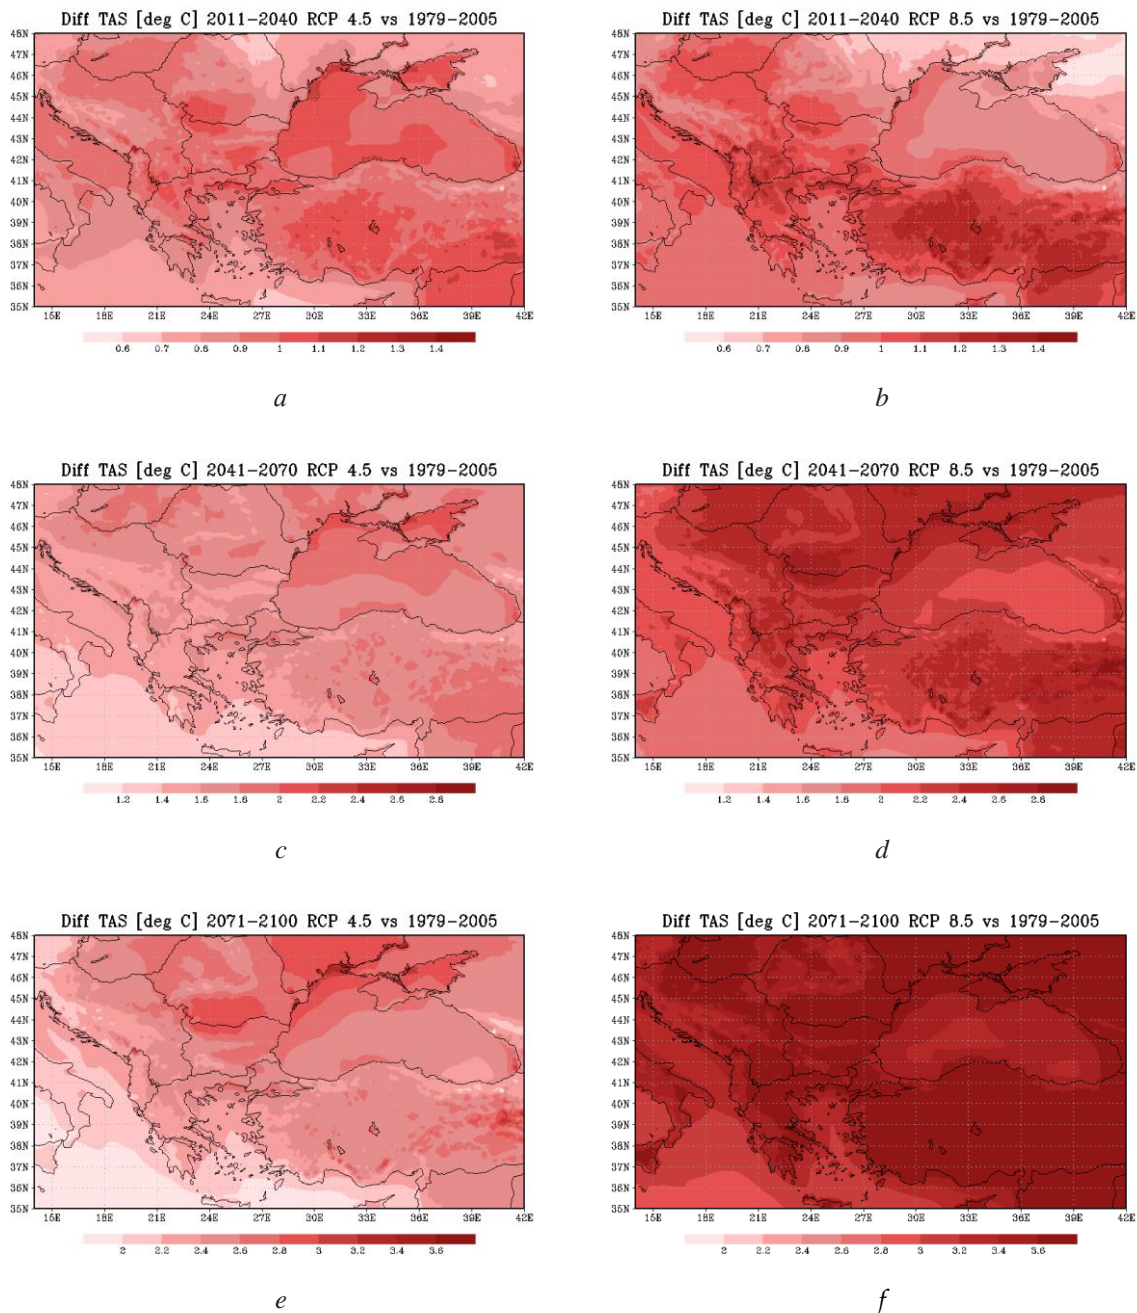 Diff TAS [deg C] 2011-2040 RCP 4.5 vs 1979-2005
48N
47N
46N
45N
44N
43N
42N
41N
40N
39N
38N
37N
36N
35N
15E 18E 21E 24E 27E 30E 33E 36E 39E 42E
0.6 0.7 0.8 0.9 1 1.1 1.2 1.3 1.4
a
Diff TAS [deg C] 2011-2040 RCP 8.5 vs 1979-2005
48N
47N
46N
45N
44N
43N
42N
41N
40N
39N
38N
37N
36N
35N
15E 18E 21E 24E 27E 30E 33E 36E 39E 42E
0.6 0.7 0.8 0.9 1 1.1 1.2 1.3 1.4
b
Diff TAS [deg C] 2041-2070 RCP 4.5 vs 1979-2005
48N
47N
46N
45N
44N
43N
42N
41N
40N
39N
38N
37N
36N
35N
15E 18E 21E 24E 27E 30E 33E 36E 39E 42E
1.2 1.4 1.6 1.8 2 2.2 2.4 2.6 2.8
c
Diff TAS [deg C] 2041-2070 RCP 8.5 vs 1979-2005
48N
47N
46N
45N
44N
43N
42N
41N
40N
39N
38N
37N
36N
35N
15E 18E 21E 24E 27E 30E 33E 36E 39E 42E
1.2 1.4 1.6 1.8 2 2.2 2.4 2.6 2.8
d
Diff TAS [deg C] 2071-2100 RCP 4.5 vs 1979-2005
48N
47N
46N
45N
44N
43N
42N
41N
40N
39N
38N
37N
36N
35N
15E 18E 21E 24E 27E 30E 33E 36E 39E 42E
2 2.2 2.4 2.6 2.8 3 3.2 3.4 3.6
e
Diff TAS [deg C] 2071-2100 RCP 8.5 vs 1979-2005
48N
47N
46N
45N
44N
43N
42N
41N
40N
39N
38N
37N
36N
35N
15E 18E 21E 24E 27E 30E 33E 36E 39E 42E
2 2.2 2.4 2.6 2.8 3 3.2 3.4 3.6
f